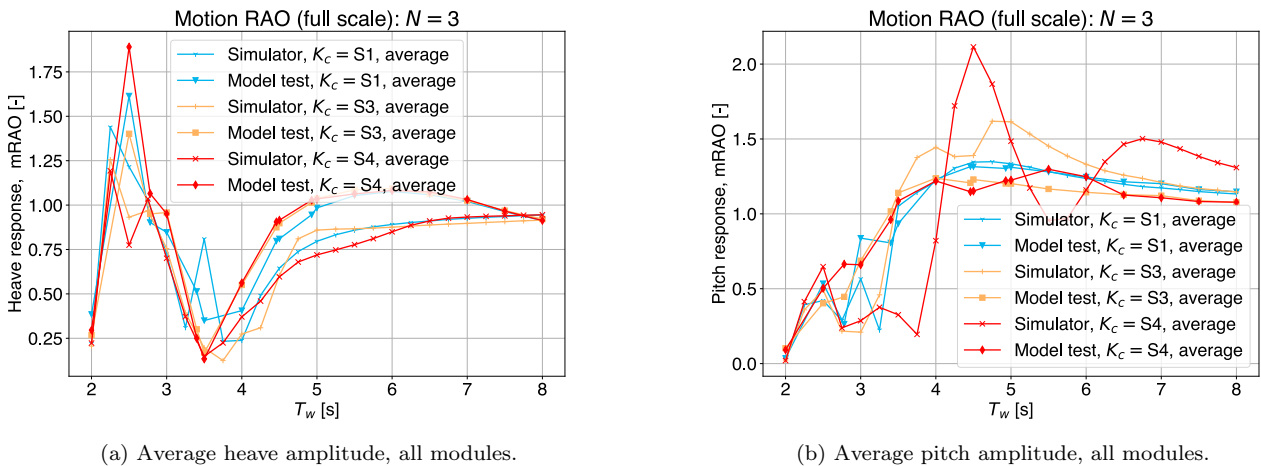 Motion RAO (full scale): N = 3
Heave response, mRAO [-]
1.75
1.50
1.25
1.00
0.75
0.50
0.25
Simulator, K_c = S1, average
Model test, K_c = S1, average
Simulator, K_c = S3, average
Model test, K_c = S3, average
Simulator, K_c = S4, average
Model test, K_c = S4, average
2 3 4 5 6 7 8
T_w [s]
(a) Average heave amplitude, all modules.
Motion RAO (full scale): N = 3
Pitch response, mRAO [-]
2.0
1.5
1.0
0.5
0.0
Simulator, K_c = S1, average
Model test, K_c = S1, average
Simulator, K_c = S3, average
Model test, K_c = S3, average
Simulator, K_c = S4, average
Model test, K_c = S4, average
2 3 4 5 6 7 8
T_w [s]
(b) Average pitch amplitude, all modules.